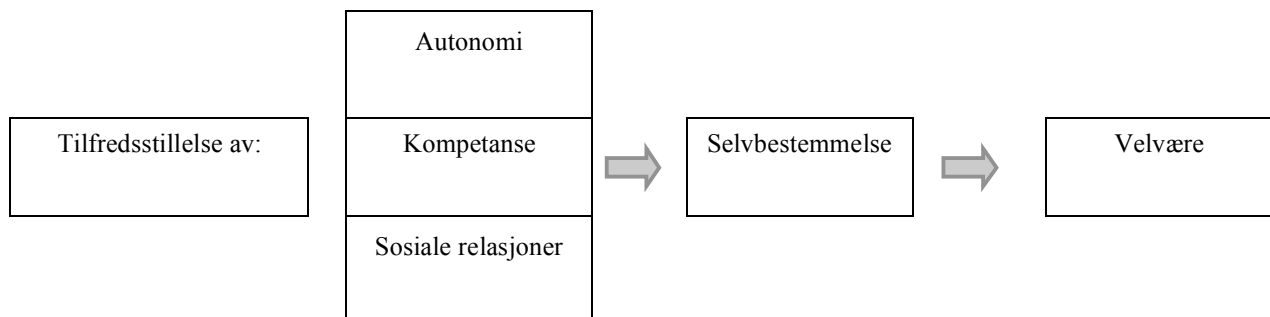 Autonomi
Tilfredsstillelse av:
Kompetanse
Selvbestemmelse
Velvære
Sosiale relasjoner